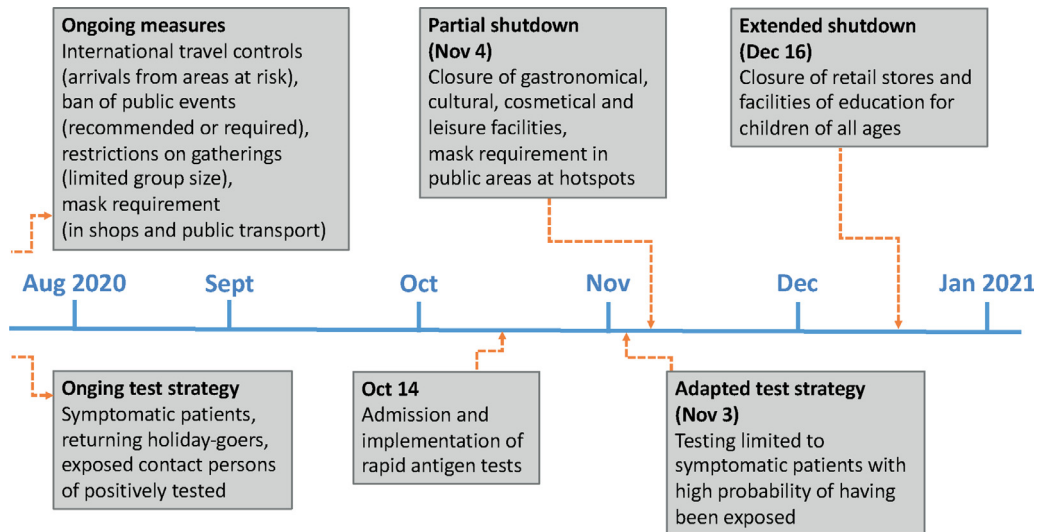 Ongoing measures
International travel controls
(arrivals from areas at risk),
ban of public events
(recommended or required),
restrictions on gatherings
(limited group size),
mask requirement
(in shops and public transport)
Partial shutdown
(Nov 4)
Closure of gastronomical,
cultural, cosmetical and
leisure facilities,
mask requirement in
public areas at hotspots
Extended shutdown
(Dec 16)
Closure of retail stores and
facilities of education for
children of all ages
Aug 2020
Sept
Oct
Nov
Dec
Jan 2021
Onging test strategy
Symptomatic patients,
returning holiday-goers,
exposed contact persons
of positively tested
Oct 14
Admission and
implementation of
rapid antigen tests
Adapted test strategy
(Nov 3)
Testing limited to
symptomatic patients with
high probability of having
been exposed